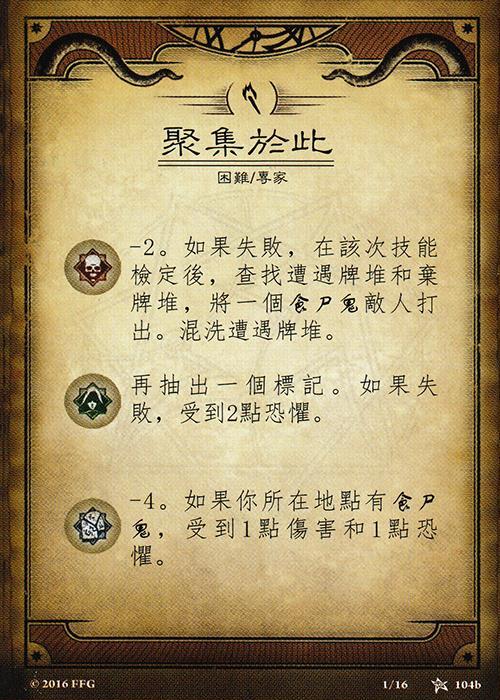 聚集於此
困難/專家
-2。如果失敗，在該次技能
檢定後，查找遭遇牌堆和棄
牌堆，將一個食尸鬼敵人打
出。混洗遭遇牌堆。
再抽出一個標記。如果失
敗，受到2點恐懼。
-4。如果你所在地點有食尸
鬼，受到1點傷害和1點恐
懼。
© 2016 FFG 1/16 104b